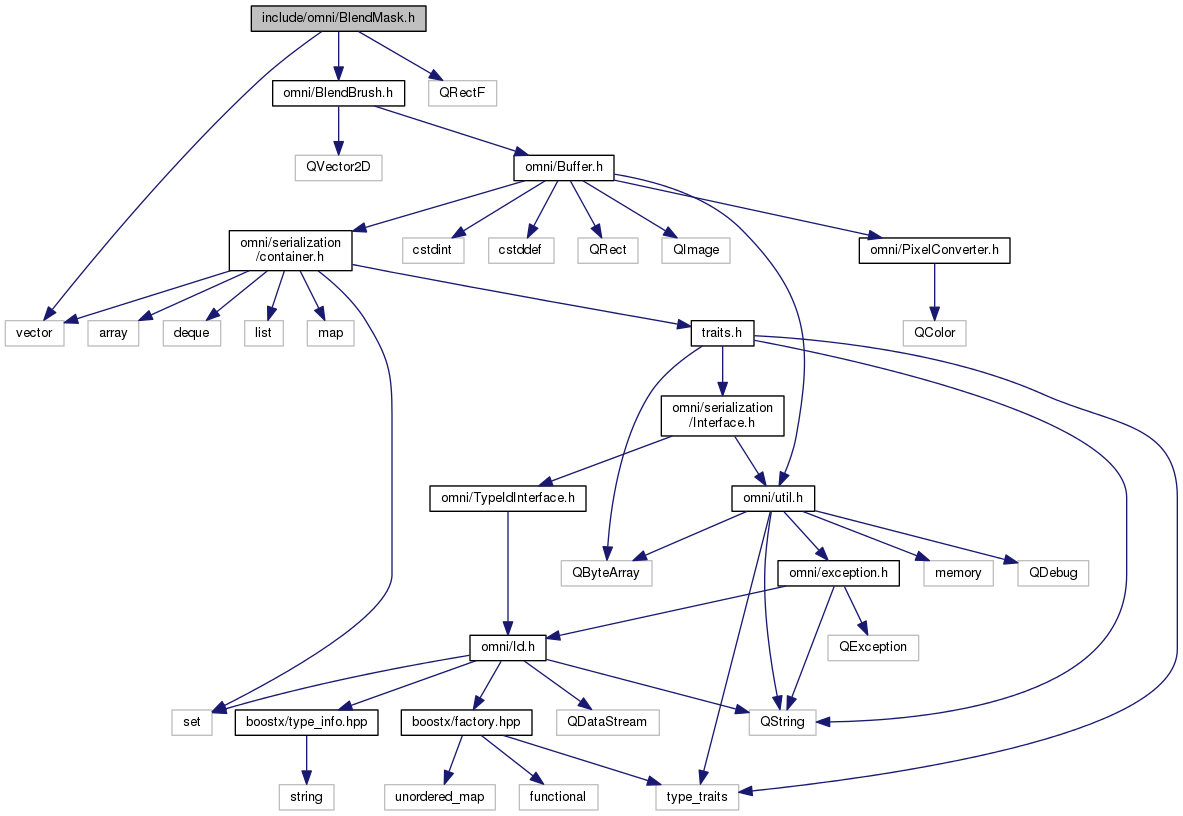 include/omni/BlendMask.h
omni/BlendBrush.h
QRectF
QVector2D
omni/Buffer.h
omni/serialization
/container.h
cstdint
cstddef
QRect
QImage
omni/PixelConverter.h
vector
array
deque
list
map
traits.h
QColor
omni/serialization
/Interface.h
omni/TypeIdInterface.h
omni/util.h
QByteArray
omni/exception.h
memory
QDebug
omni/Id.h
QException
set
boostx/type_info.hpp
boostx/factory.hpp
QDataStream
QString
string
unordered_map
functional
type_traits